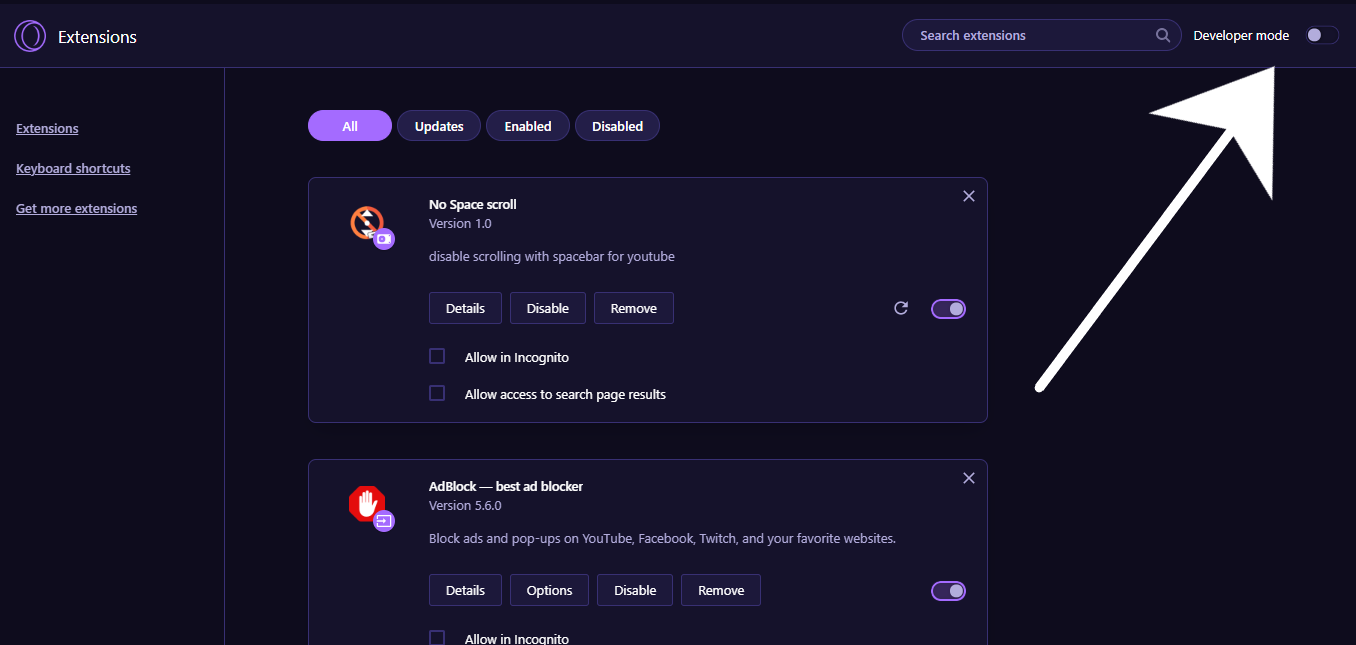 Extensions
Search extensions
Developer mode
Extensions
Keyboard shortcuts
Get more extensions
All Updates Enabled Disabled
No Space scroll
Version 1.0
disable scrolling with spacebar for youtube
Details Disable Remove
Allow in Incognito
Allow access to search page results
AdBlock — best ad blocker
Version 5.6.0
Block ads and pop-ups on YouTube, Facebook, Twitch, and your favorite websites.
Details Options Disable Remove
Allow in Incognito